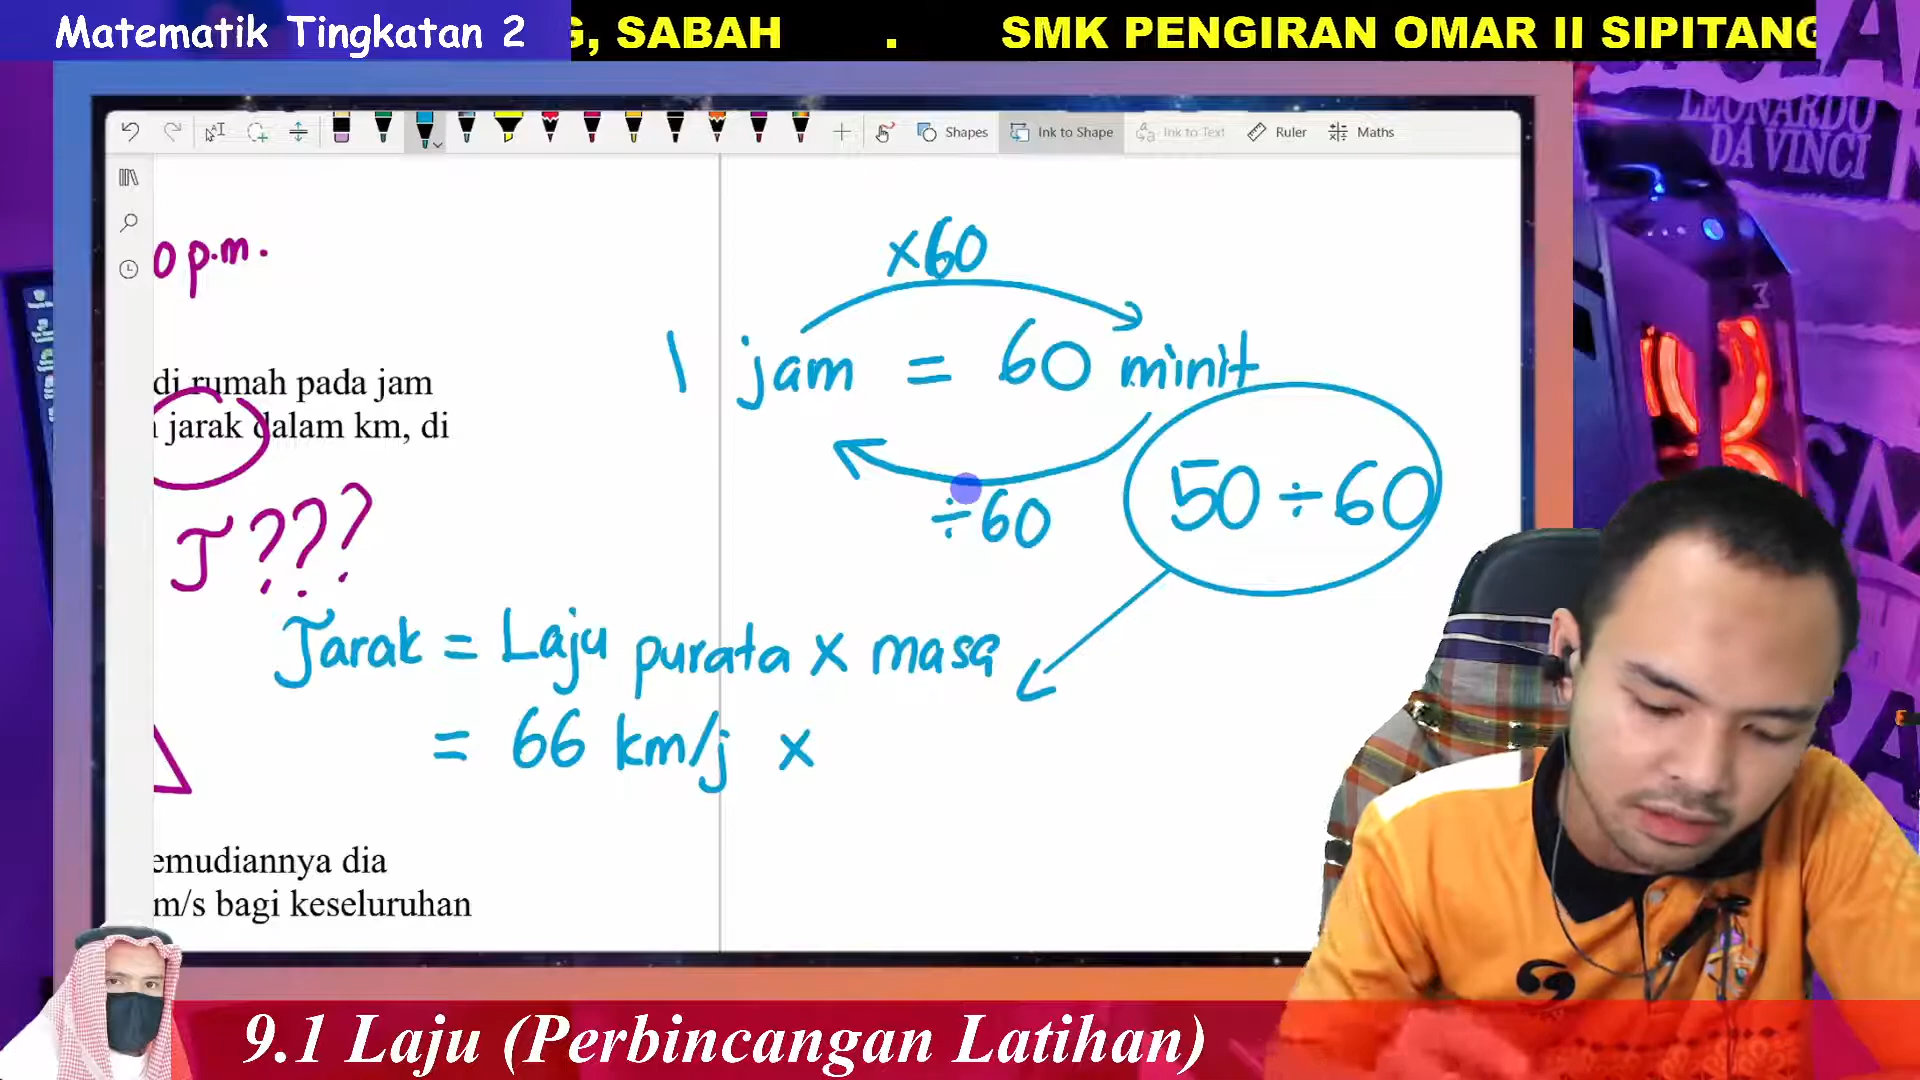 Matematik Tingkatan 2
G, SABAH . SMK PENGIRAN OMAR II SIPITANG
LEONARDO
DA VINCI
Shapes Ink to Shape Ink to Text Ruler Maths
0 p.m.
×60
1 jam = 60 minit
÷60
50 ÷ 60
di rumah pada jam
jarak dalam km, di
J???
Jarak = Laju purata × masa
= 66 km/j ×
emudiannya dia
m/s bagi keseluruhan
9.1 Laju (Perbincangan Latihan)